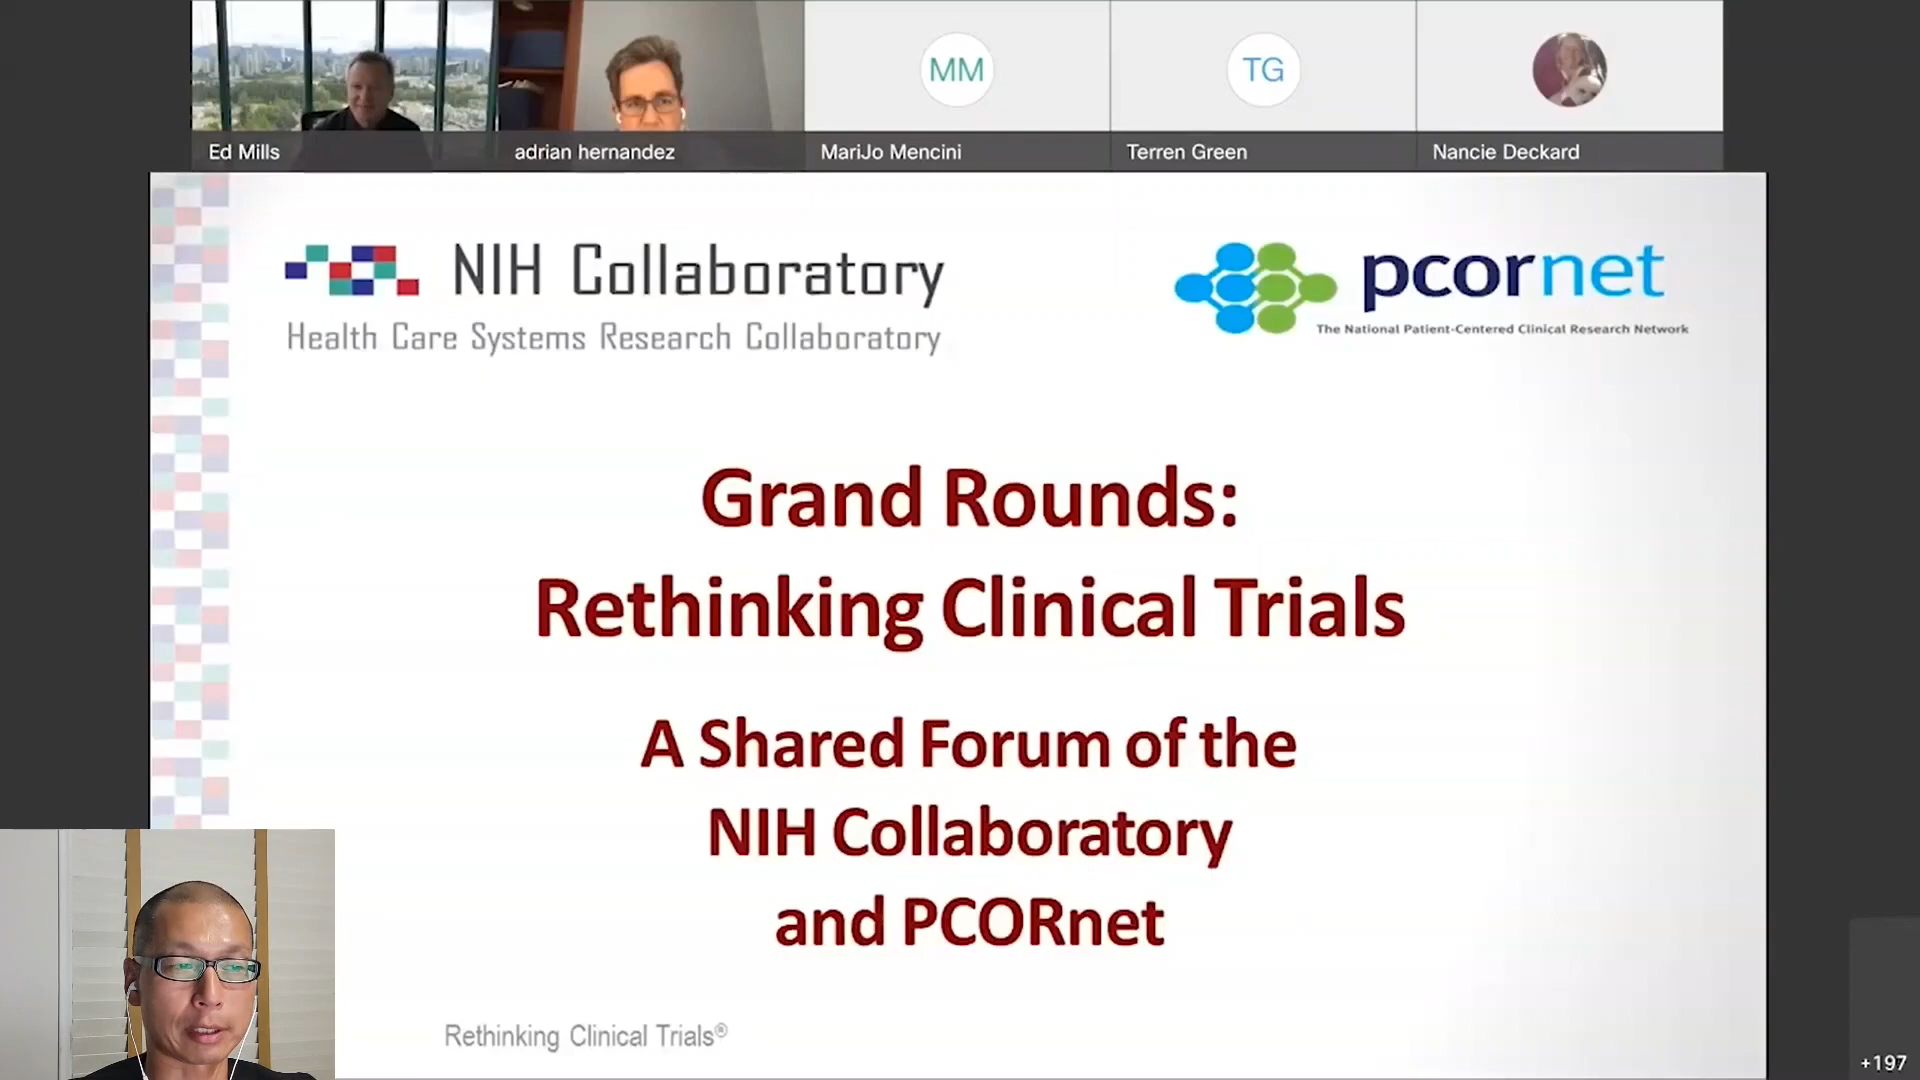 MM
TG
Ed Mills
adrian hernandez
MariJo Mencini
Terren Green
Nancie Deckard
NIH Collaboratory
Health Care Systems Research Collaboratory
pcornet
The National Patient-Centered Clinical Research Network
Grand Rounds:
Rethinking Clinical Trials
A Shared Forum of the
NIH Collaboratory
and PCORnet
Rethinking Clinical Trials®
+197